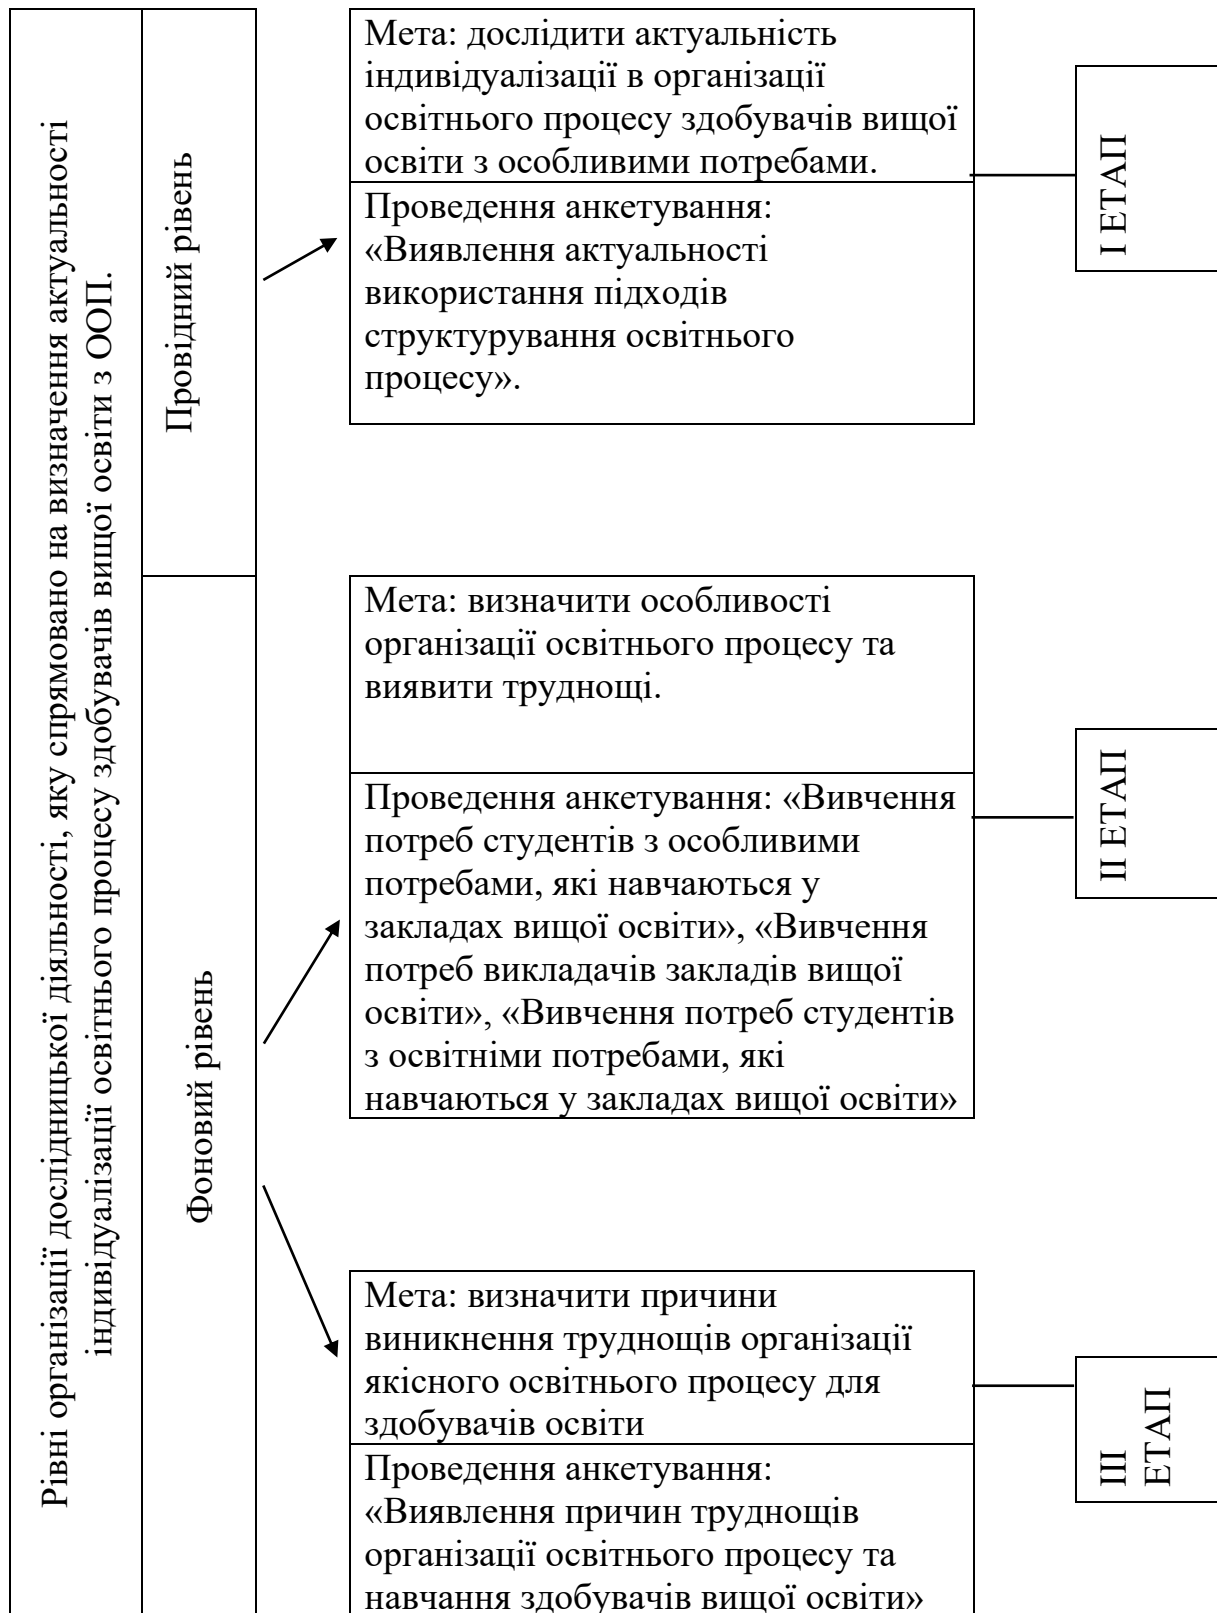 Рівні організації дослідницької діяльності, яку спрямовано на визначення актуальності
індивідуалізації освітнього процесу здобувачів вищої освіти з ООП.
Провідний рівень
Мета: дослідити актуальність
індивідуалізації в організації
освітнього процесу здобувачів вищої
освіти з особливими потребами.
Проведення анкетування:
«Виявлення актуальності
використання підходів
структурування освітнього
процесу».
І ЕТАП
Фоновий рівень
Мета: визначити особливості
організації освітнього процесу та
виявити труднощі.
Проведення анкетування: «Вивчення
потреб студентів з особливими
потребами, які навчаються у
закладах вищої освіти», «Вивчення
потреб викладачів закладів вищої
освіти», «Вивчення потреб студентів
з освітніми потребами, які
навчаються у закладах вищої освіти»
ІІ ЕТАП
Мета: визначити причини
виникнення труднощів організації
якісного освітнього процесу для
здобувачів освіти
Проведення анкетування:
«Виявлення причин труднощів
організації освітнього процесу та
навчання здобувачів вищої освіти»
ІІІ
ЕТАП